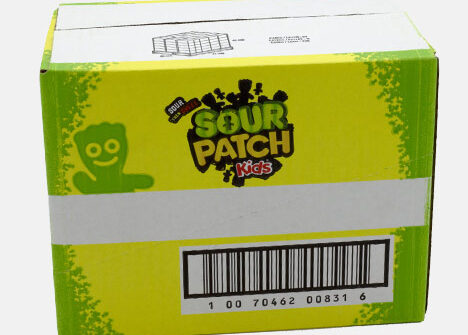 SOUR
THEN SWEET
SOUR
PATCH
Kids
1 00 70462 00831 6